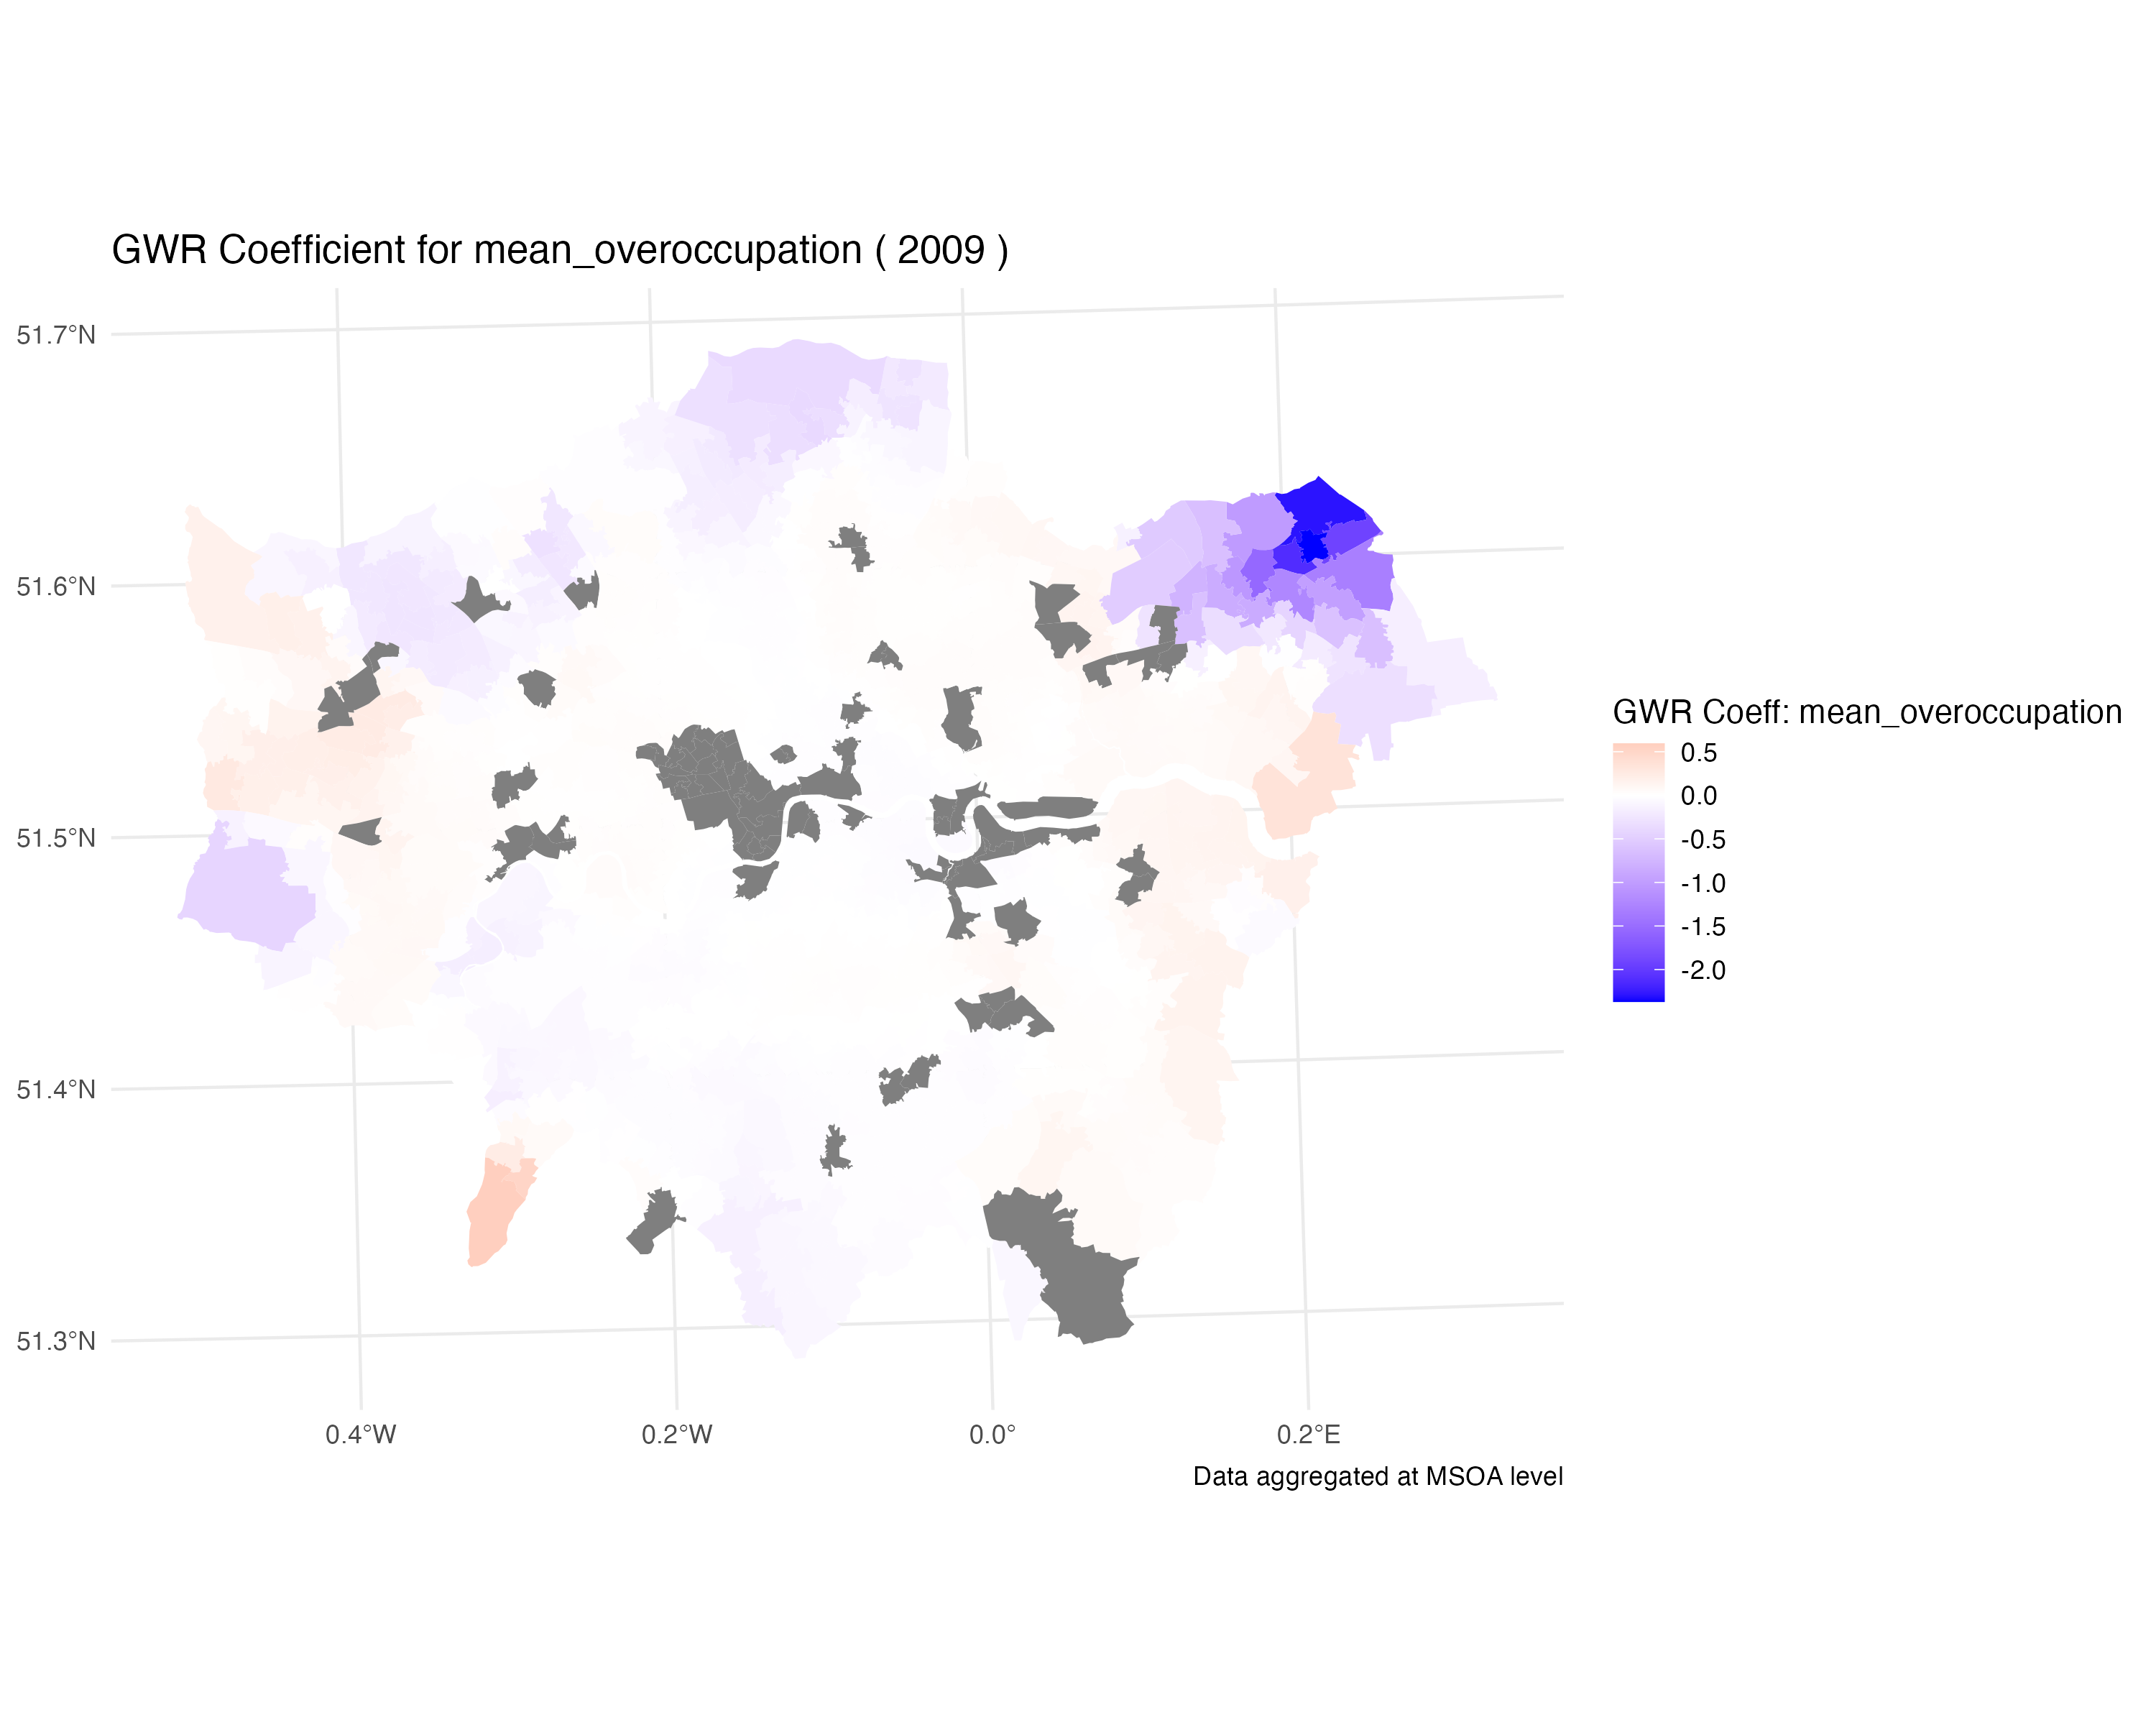 GWR Coefficient for mean_overoccupation ( 2009 )
51.7°N
51.6°N
51.5°N
51.4°N
51.3°N
0.4°W
0.2°W
0.0°
0.2°E
GWR Coeff: mean_overoccupation
0.5
0.0
-0.5
-1.0
-1.5
-2.0
Data aggregated at MSOA level